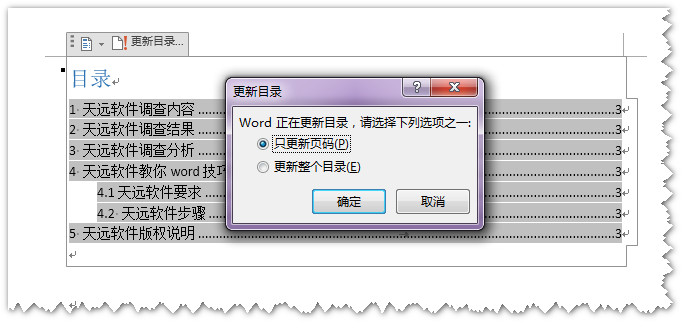 更新目录...
目录
更新目录
1 天远软件调查内容 3
Word 正在更新目录，请选择下列选项之一:
2 天远软件调查结果 3
只更新页码(P)
3 天远软件调查分析 3
更新整个目录(E)
4 天远软件教你 word 技巧 3
4.1 天远软件要求 3
确定 取消
4.2 天远软件步骤 3
5 天远软件版权说明 3